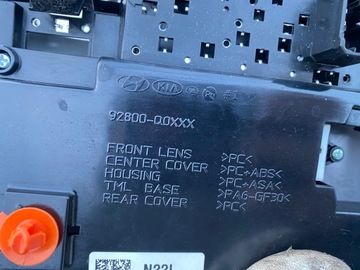 KIA
92800-Q0XXX
FRONT LENS >PC<
CENTER COVER >PC+ABS<
HOUSING >PC+ASA<
TML BASE >PA6-GF30<
REAR COVER >PC<